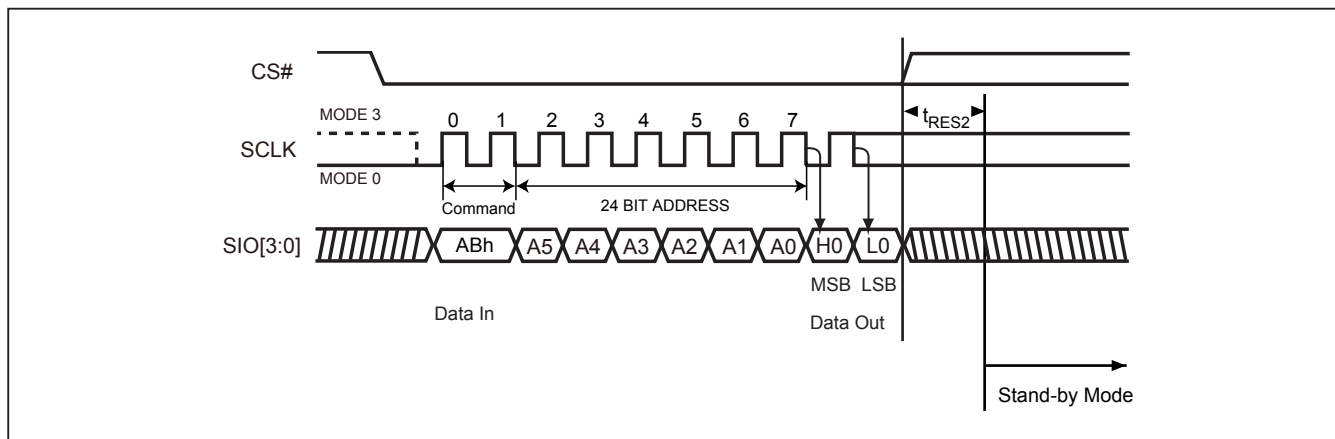 CS#
tRES2
MODE 3
0 1 2 3 4 5 6 7
SCLK
MODE 0
Command
24 BIT ADDRESS
SIO[3:0]
ABh A5 A4 A3 A2 A1 A0 H0 L0
MSB LSB
Data In
Data Out
Stand-by Mode